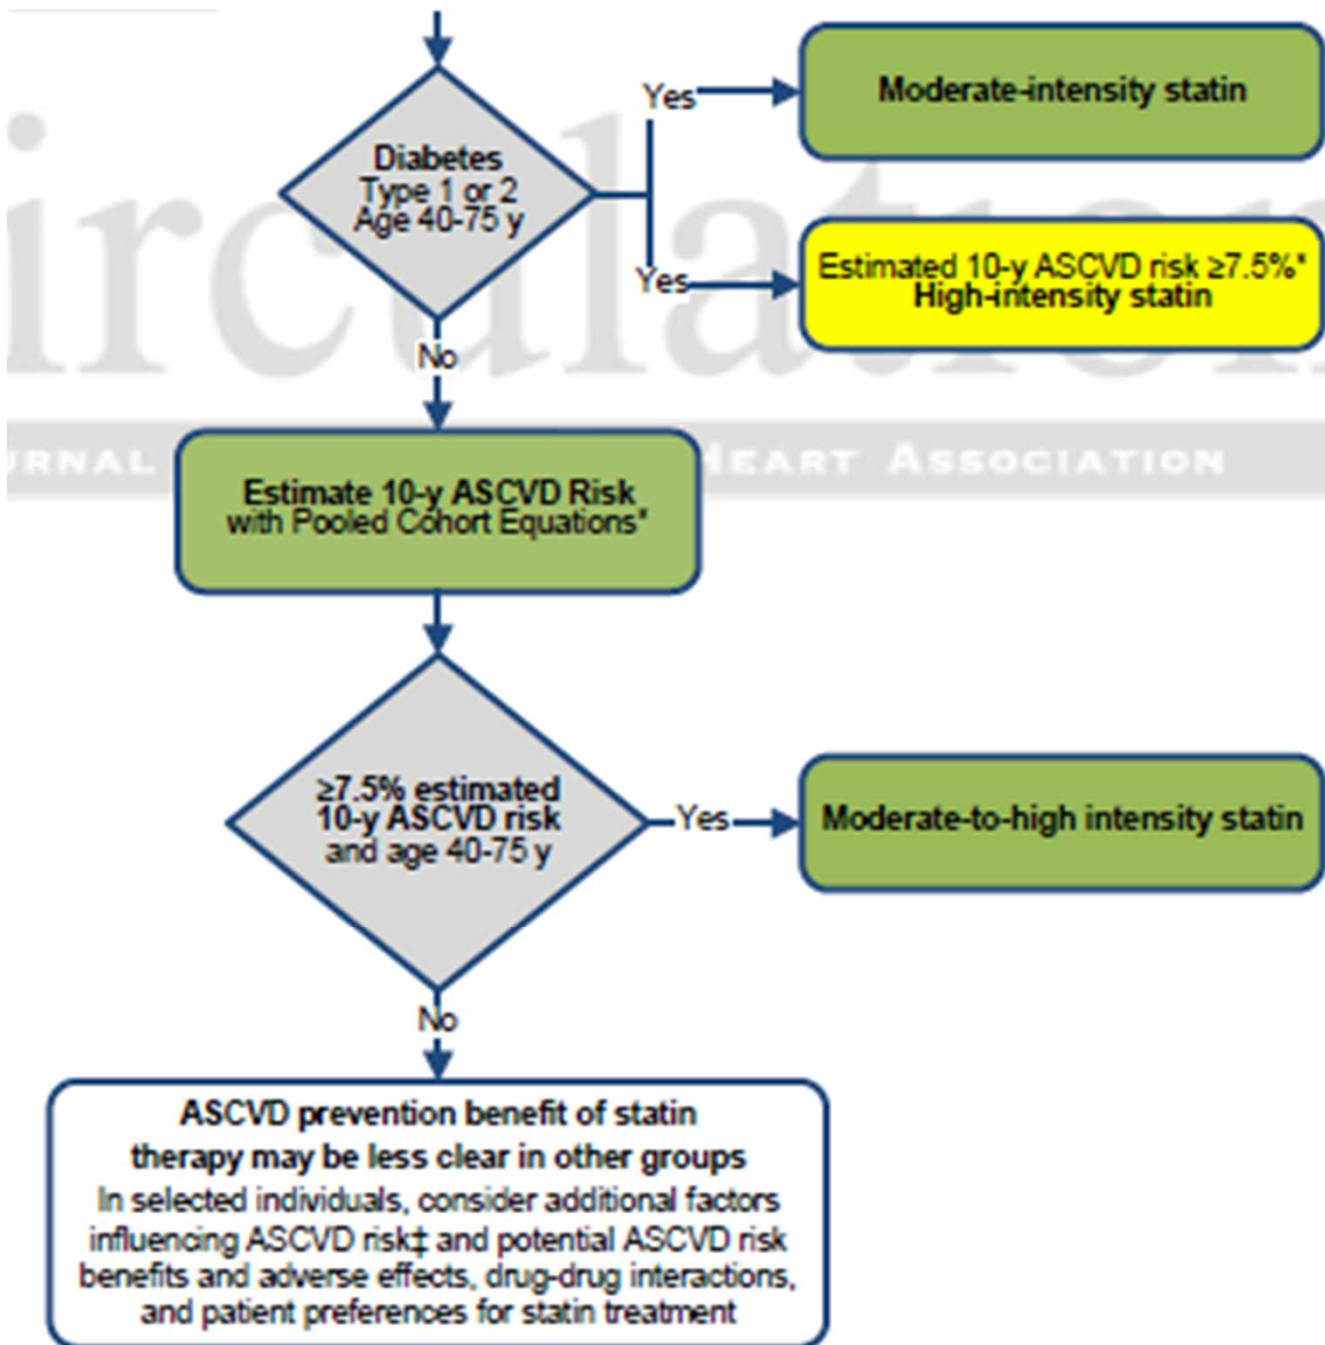 Yes
Moderate-intensity statin
Diabetes
Type 1 or 2
Age 40-75 y
Yes
Estimated 10-y ASCVD risk ≥7.5%*
High-intensity statin
No
irculation
URNAL
HEART ASSOCIATION
Estimate 10-y ASCVD Risk
with Pooled Cohort Equations*
≥7.5% estimated
10-y ASCVD risk
and age 40-75 y
Yes
Moderate-to-high intensity statin
No
ASCVD prevention benefit of statin
therapy may be less clear in other groups
In selected individuals, consider additional factors
influencing ASCVD risk‡ and potential ASCVD risk
benefits and adverse effects, drug-drug interactions,
and patient preferences for statin treatment